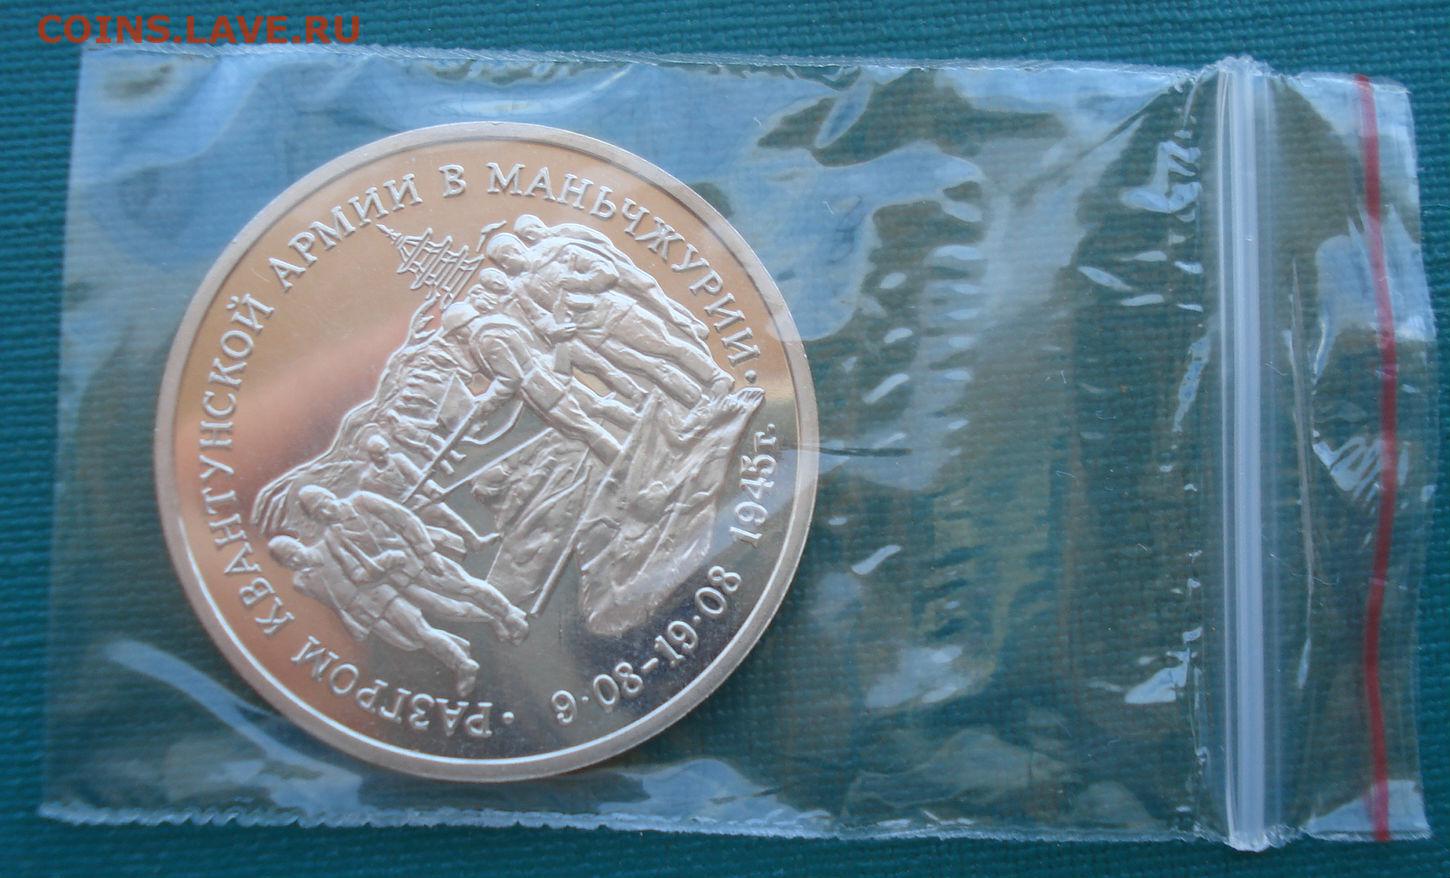 COINS.LAVE.RU
· РАЗГРОМ КВАНТУНСКОЙ АРМИИ В МАНЬЧЖУРИИ ·
9·08–19·08 1945г.